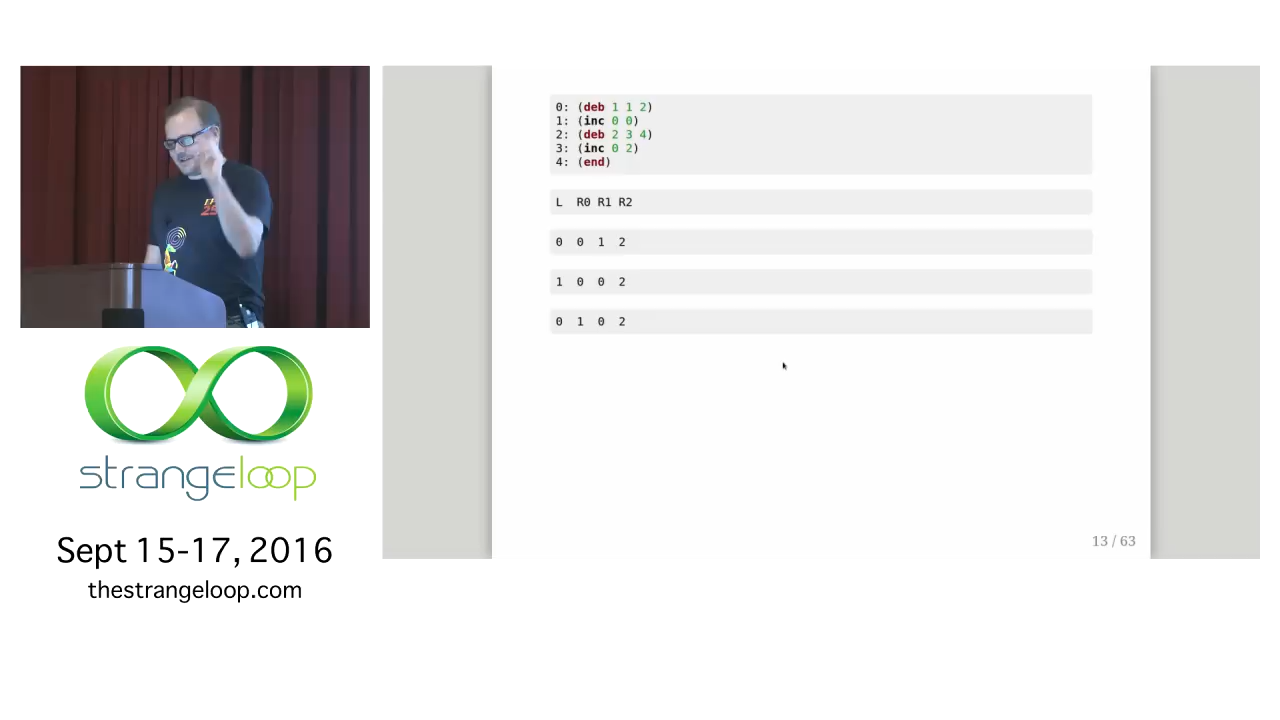 0: (deb 1 1 2)
1: (inc 0 0)
2: (deb 2 3 4)
3: (inc 0 2)
4: (end)
L R0 R1 R2
0 0 1 2
1 0 0 2
0 1 0 2
13 / 63
strangeloop
Sept 15-17, 2016
thestrangeloop.com